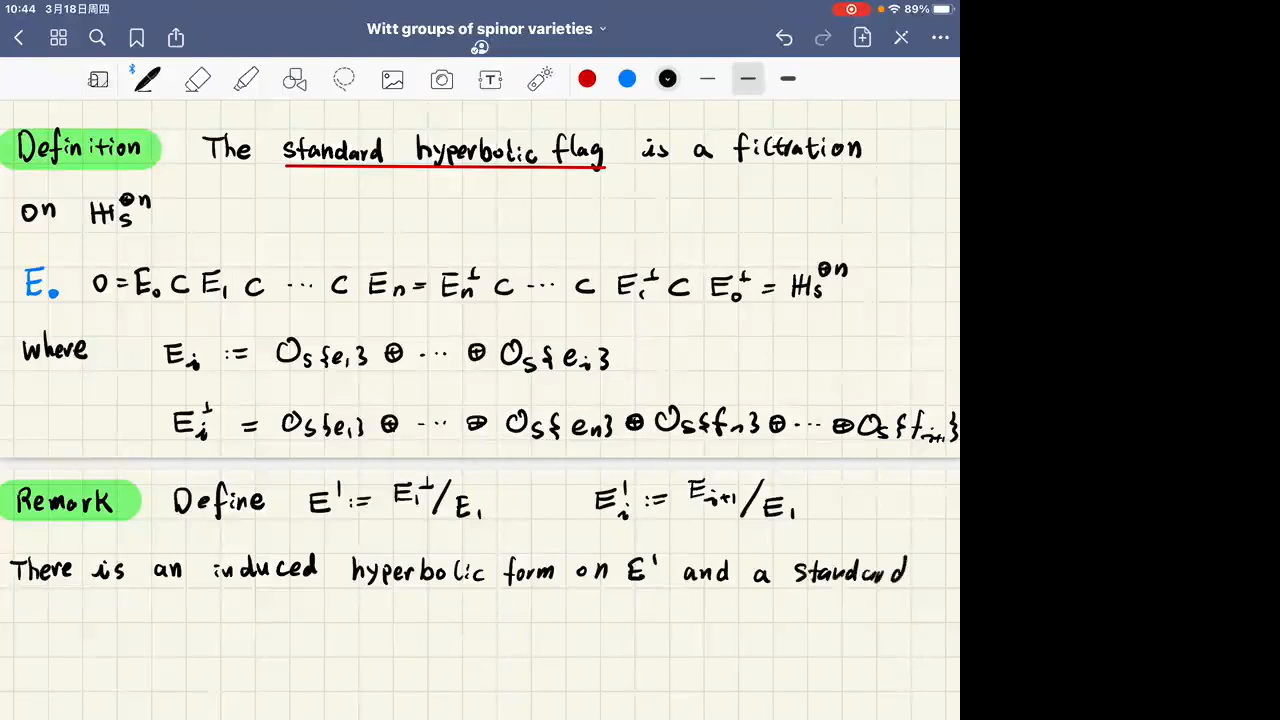 10:44 3月18日周四
89%
Witt groups of spinor varieties
Definition The standard hyperbolic flag is a filtration
on ℍ_S^{⊕n}
E. 0 = E_0 ⊂ E_1 ⊂ ... ⊂ E_n = E_n^⊥ ⊂ ... ⊂ E_1^⊥ ⊂ E_0^⊥ = ℍ_S^{⊕n}
where E_i := O_S{e_1} ⊕ ... ⊕ O_S{e_i}
E_i^⊥ = O_S{e_1} ⊕ ... ⊕ O_S{e_n} ⊕ O_S{f_n} ⊕ ... ⊕ O_S{f_{i+1}}
Remark Define E' := E_1^⊥/E_1 E'_i := E_{i+1}/E_1
There is an induced hyperbolic form on E' and a standard